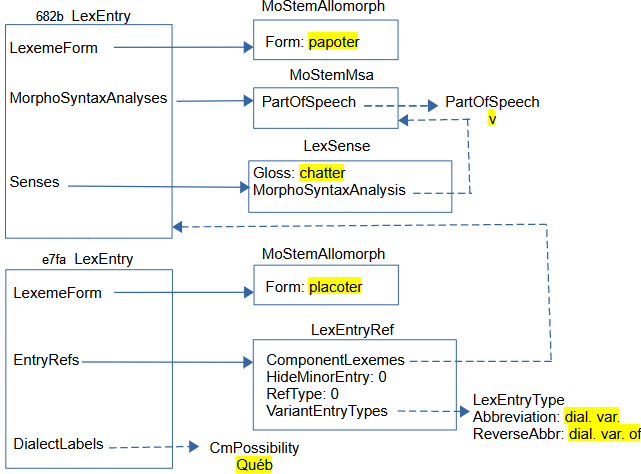 682b LexEntry
MoStemAllomorph
LexemeForm
Form: papoter
MoStemMsa
MorphoSyntaxAnalyses
PartOfSpeech
PartOfSpeech
v
LexSense
Senses
Gloss: chatter
MorphoSyntaxAnalysis
e7fa LexEntry
MoStemAllomorph
LexemeForm
Form: placoter
LexEntryRef
EntryRefs
ComponentLexemes
HideMinorEntry: 0
RefType: 0
VariantEntryTypes
LexEntryType
Abbreviation: dial. var.
ReverseAbbr: dial. var. of
DialectLabels
CmPossibility
Québ